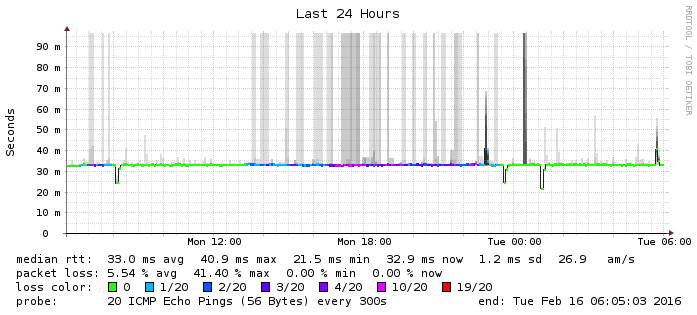 Last 24 Hours
RRDTOOL / TOBI OETIKER
Seconds
90 m
80 m
70 m
60 m
50 m
40 m
30 m
20 m
10 m
0
Mon 12:00 Mon 18:00 Tue 00:00 Tue 06:00
median rtt: 33.0 ms avg 40.9 ms max 21.5 ms min 32.9 ms now 1.2 ms sd 26.9 am/s
packet loss: 5.54 % avg 41.40 % max 0.00 % min 0.00 % now
loss color: 0 1/20 2/20 3/20 4/20 10/20 19/20
probe: 20 ICMP Echo Pings (56 Bytes) every 300s end: Tue Feb 16 06:05:03 2016